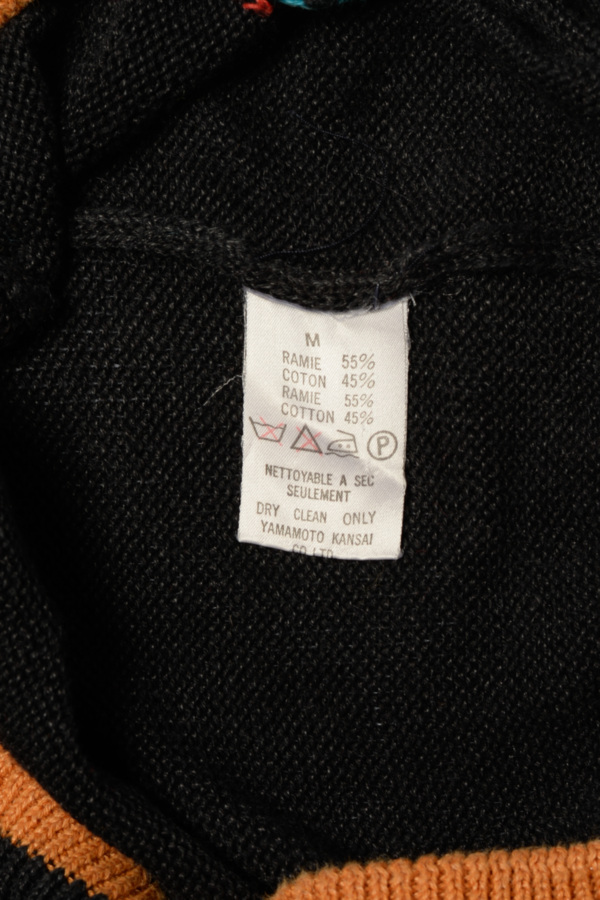 M
RAMIE 55%
COTON 45%
RAMIE 55%
COTTON 45%
P
NETTOYABLE A SEC
SEULEMENT
DRY CLEAN ONLY
YAMAMOTO KANSAI
CO.LTD.